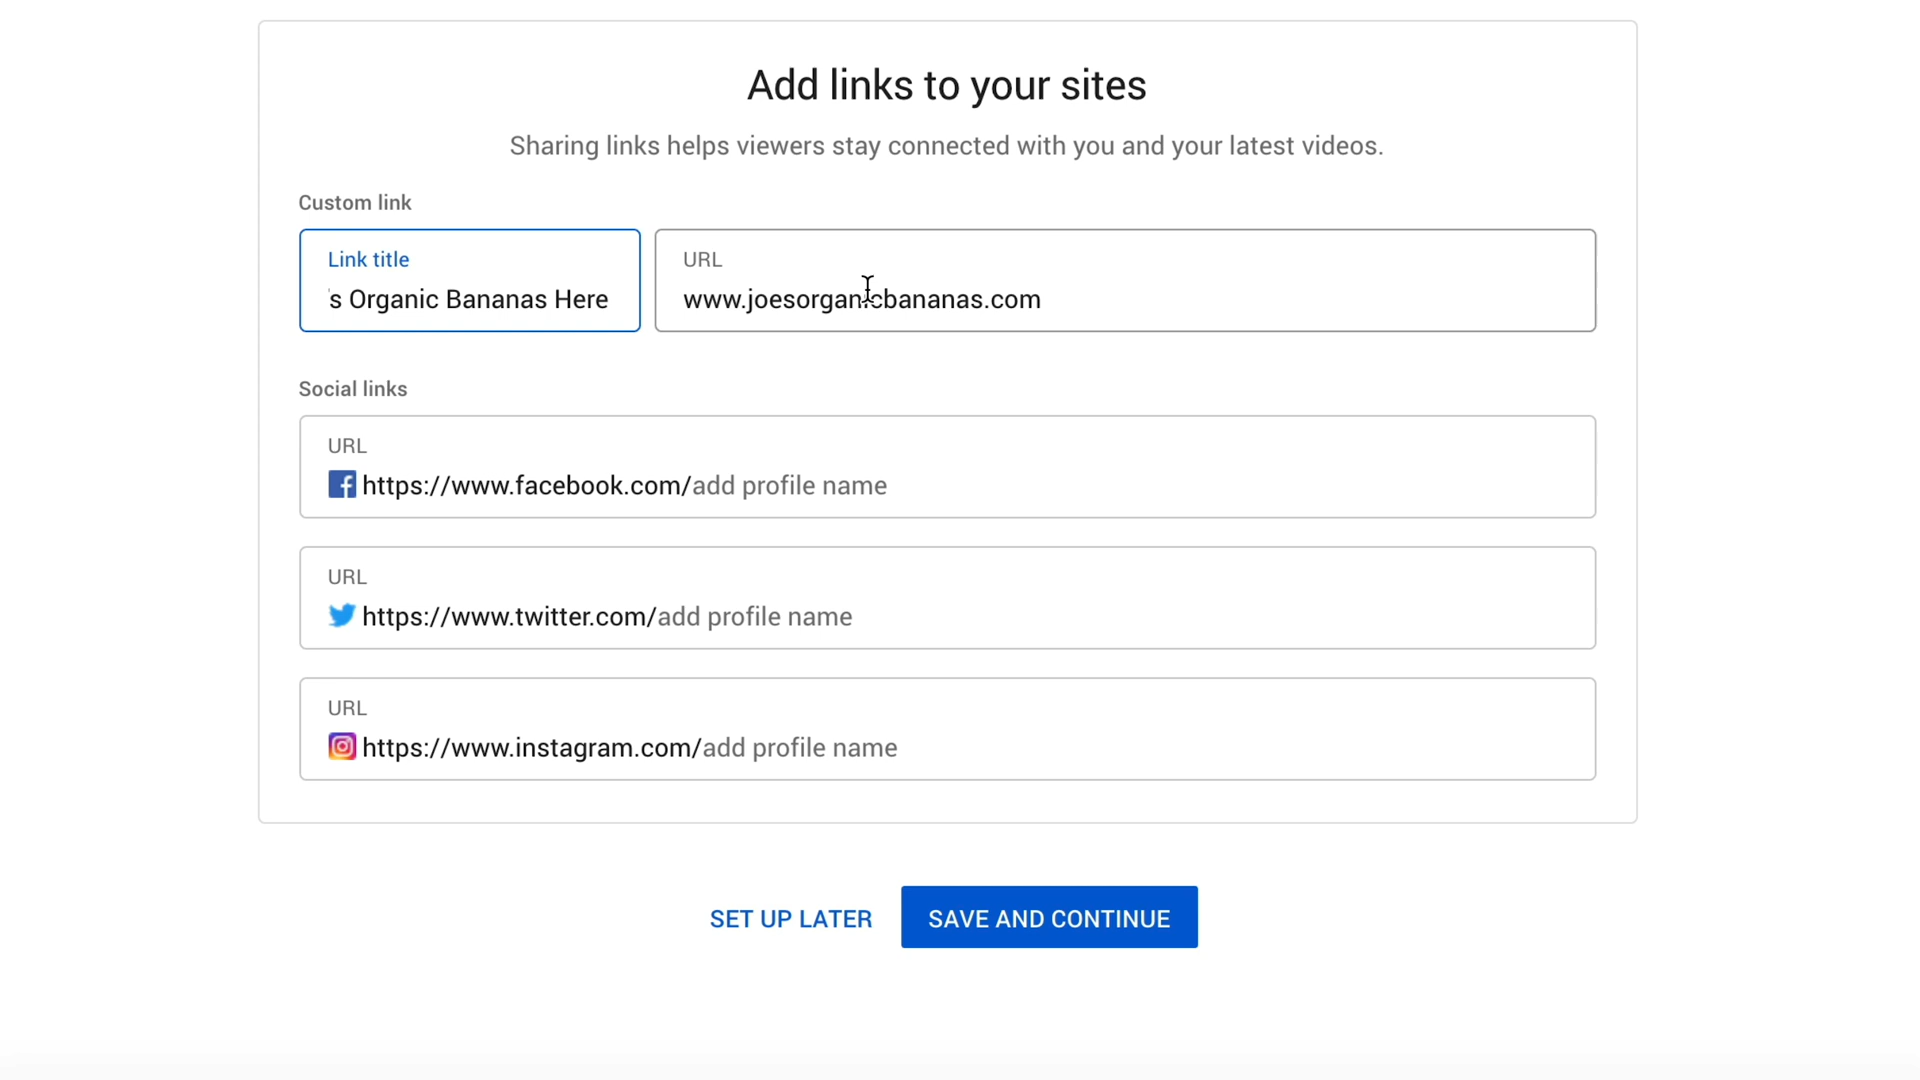 Add links to your sites
Sharing links helps viewers stay connected with you and your latest videos.
Custom link
Link title
's Organic Bananas Here
URL
www.joesorganicbananas.com
Social links
URL
https://www.facebook.com/add profile name
URL
https://www.twitter.com/add profile name
URL
https://www.instagram.com/add profile name
SET UP LATER
SAVE AND CONTINUE